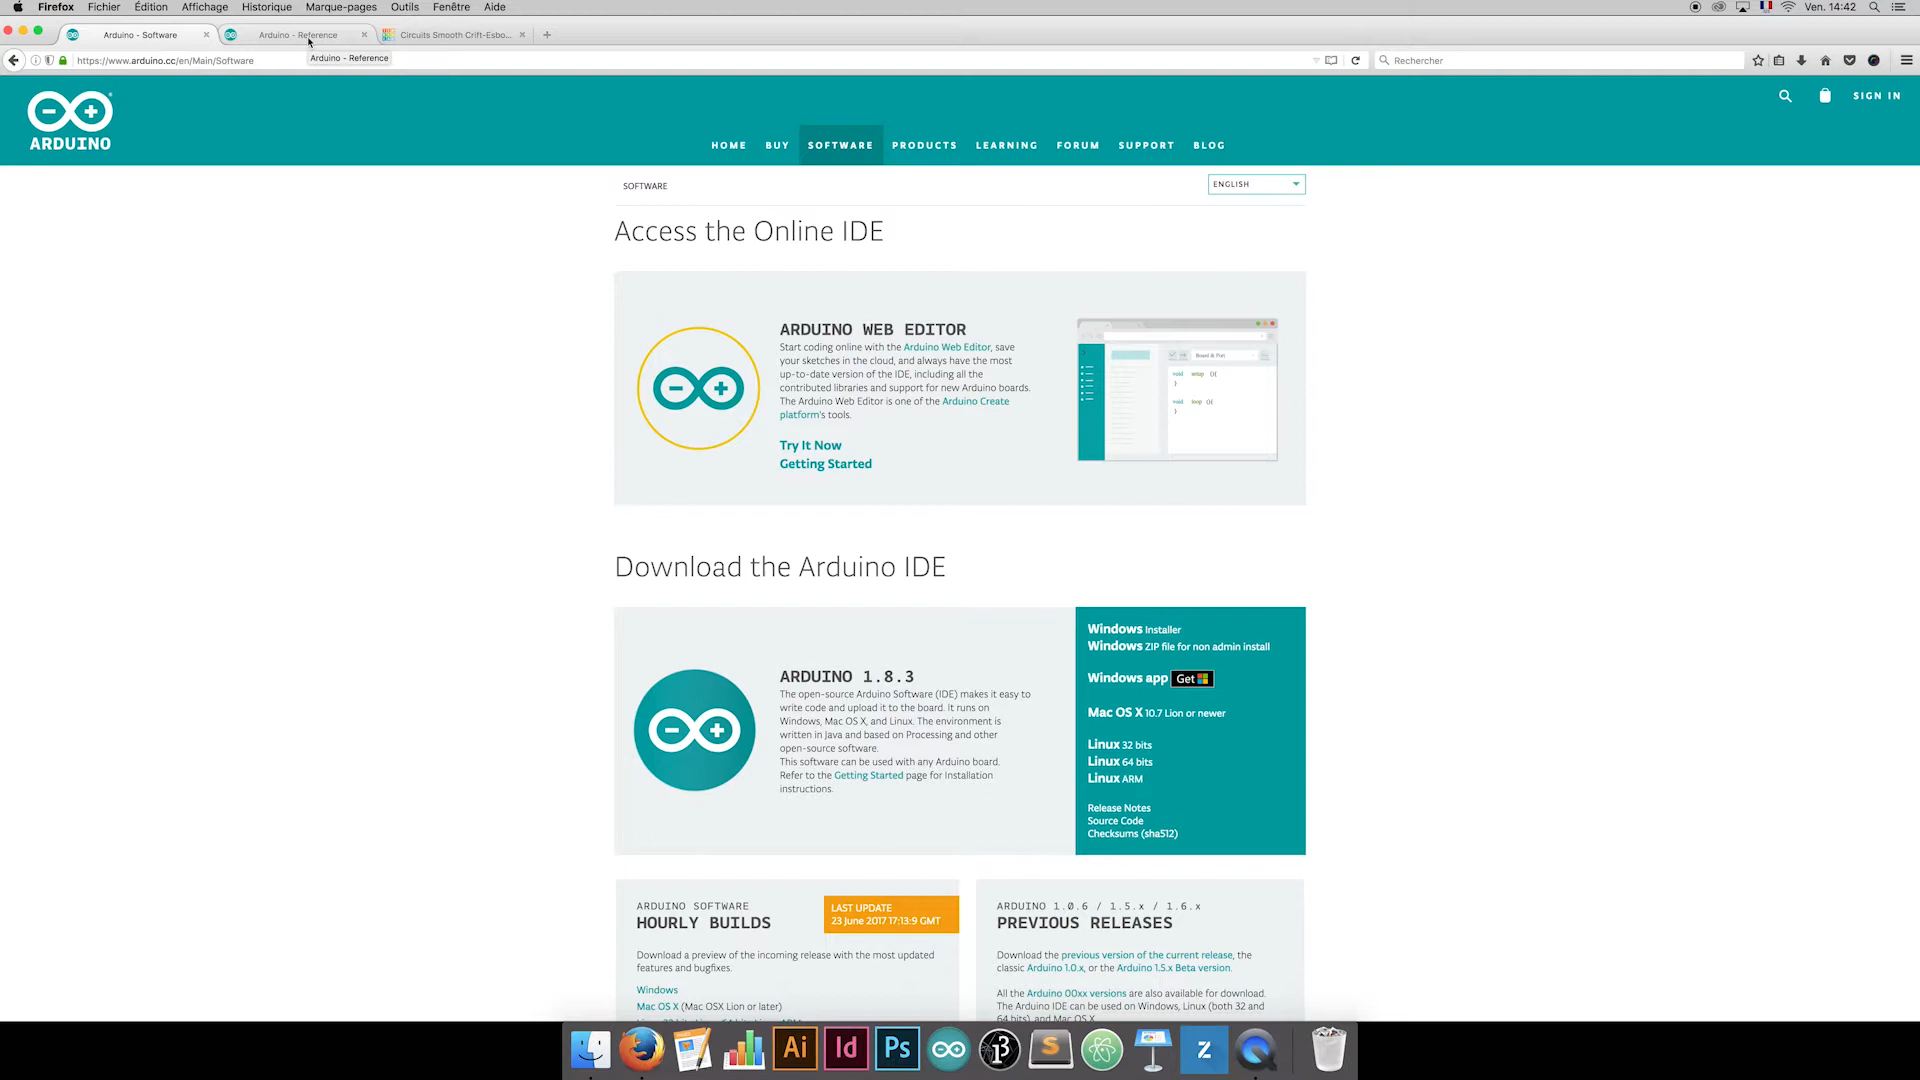 Firefox Fichier Édition Affichage Historique Marque-pages Outils Fenêtre Aide
Ven. 14:42
Arduino - Software
Arduino - Reference
Circuits Smooth Crift-Esbo...
https://www.arduino.cc/en/Main/Software
Arduino - Reference
Rechercher
ARDUINO
SIGN IN
HOME BUY SOFTWARE PRODUCTS LEARNING FORUM SUPPORT BLOG
SOFTWARE
ENGLISH
Access the Online IDE
ARDUINO WEB EDITOR
Start coding online with the Arduino Web Editor, save
your sketches in the cloud, and always have the most
up-to-date version of the IDE, including all the
contributed libraries and support for new Arduino boards.
The Arduino Web Editor is one of the Arduino Create
platform's tools.
Try It Now
Getting Started
Board & Port
void setup (){
}
void loop (){
}
Download the Arduino IDE
ARDUINO 1.8.3
The open-source Arduino Software (IDE) makes it easy to
write code and upload it to the board. It runs on
Windows, Mac OS X, and Linux. The environment is
written in Java and based on Processing and other
open-source software.
This software can be used with any Arduino board.
Refer to the Getting Started page for Installation
instructions.
Windows Installer
Windows ZIP file for non admin install
Windows app Get
Mac OS X 10.7 Lion or newer
Linux 32 bits
Linux 64 bits
Linux ARM
Release Notes
Source Code
Checksums (sha512)
ARDUINO SOFTWARE
HOURLY BUILDS
LAST UPDATE
23 June 2017 17:13:9 GMT
Download a preview of the incoming release with the most updated
features and bugfixes.
Windows
Mac OS X (Mac OSX Lion or later)
ARDUINO 1.0.6 / 1.5.x / 1.6.x
PREVIOUS RELEASES
Download the previous version of the current release, the
classic Arduino 1.0.x, or the Arduino 1.5.x Beta version.
All the Arduino 00xx versions are also available for download.
The Arduino IDE can be used on Windows, Linux (both 32 and
64 bits), and Mac OS X.
Ai Id Ps